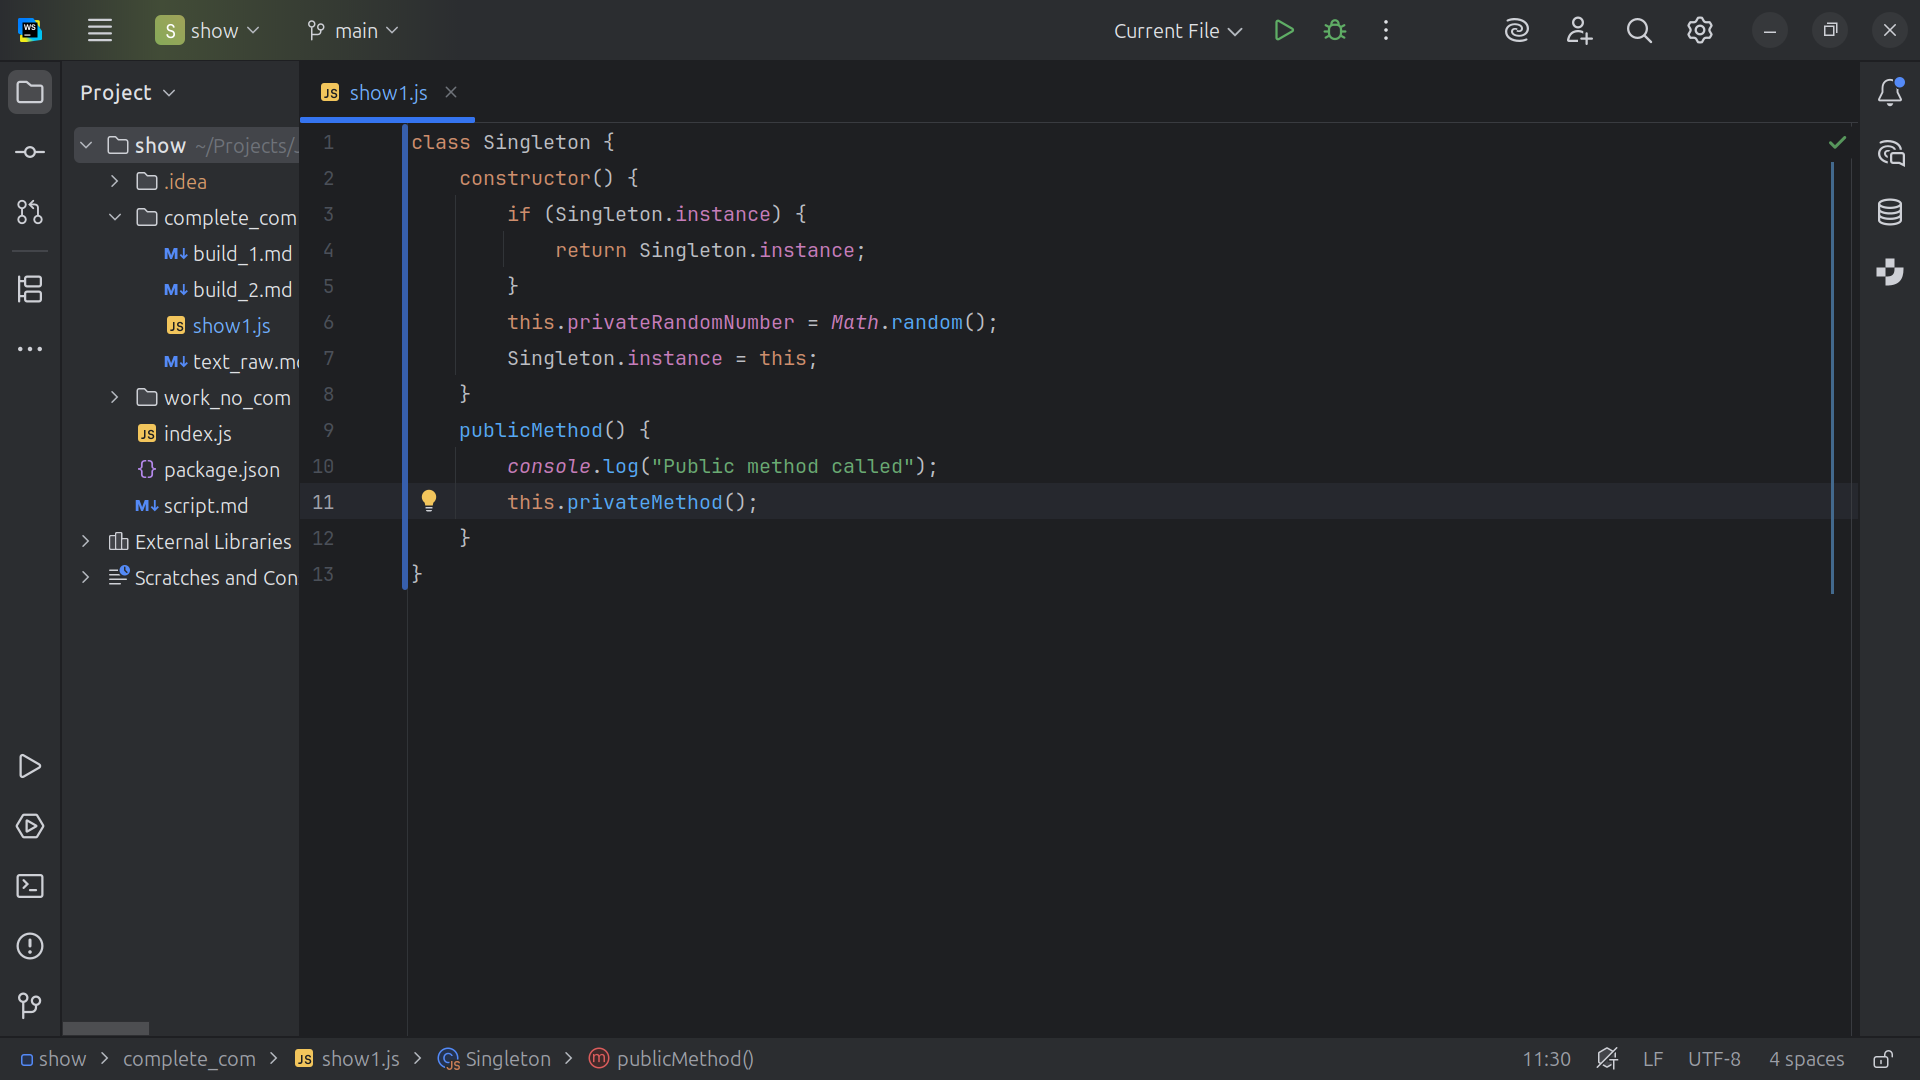 WS
S show
main
Current File
Project
JS show1.js
show ~/Projects/
.idea
complete_com
M↓ build_1.md
M↓ build_2.md
JS show1.js
M↓ text_raw.m
work_no_com
JS index.js
{} package.json
M↓ script.md
External Libraries
Scratches and Con
1 class Singleton {
2     constructor() {
3         if (Singleton.instance) {
4             return Singleton.instance;
5         }
6         this.privateRandomNumber = Math.random();
7         Singleton.instance = this;
8     }
9     publicMethod() {
10         console.log("Public method called");
11         this.privateMethod();
12     }
13 }
show > complete_com > JS show1.js > Singleton > m publicMethod()
11:30 LF UTF-8 4 spaces